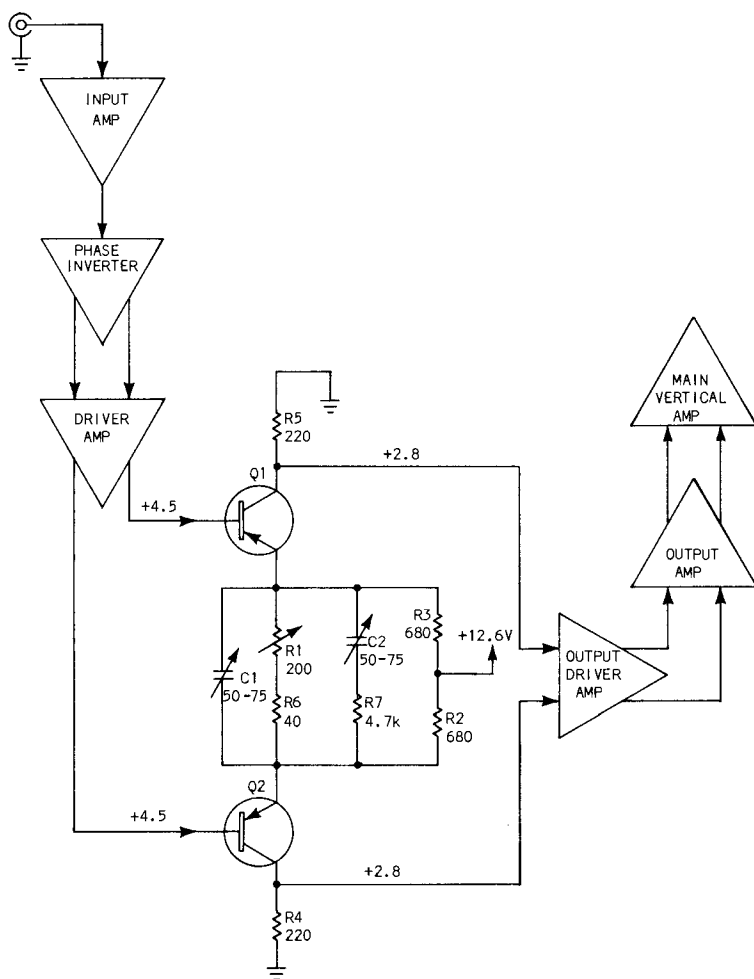 INPUT
AMP
PHASE
INVERTER
DRIVER
AMP
+4.5
Q1
R5
220
+2.8
C1
50-75
R1
200
R6
40
C2
50-75
R7
4.7k
R3
680
+12.6V
R2
680
Q2
+4.5
+2.8
R4
220
OUTPUT
DRIVER
AMP
OUTPUT
AMP
MAIN
VERTICAL
AMP